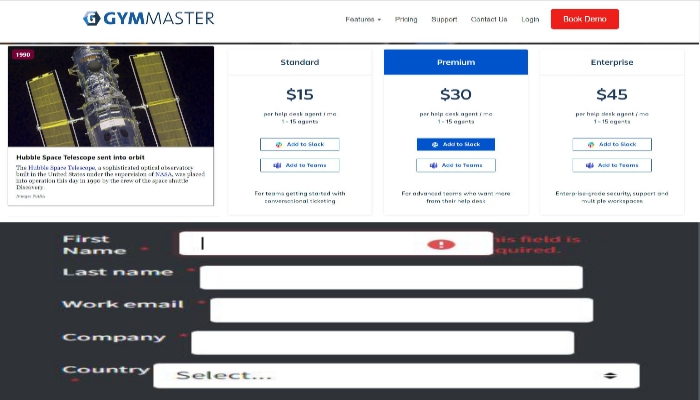 GYMMASTER
Features
Pricing
Support
Contact Us
Login
Book Demo
1990
Hubble Space Telescope sent into orbit
The Hubble Space Telescope, a sophisticated optical observatory
built in the United States under the supervision of NASA, was placed
into operation this day in 1990 by the crew of the space shuttle
Discovery.
Standard
$15
per help desk agent / mo
1 - 15 agents
Add to Slack
Add to Teams
For teams getting started with
conversational ticketing
Premium
$30
per help desk agent / mo
1 - 15 agents
Add to Slack
Add to Teams
For advanced teams who want more
from their help desk
Enterprise
$45
per help desk agent / mo
1 - 15 agents
Add to Slack
Add to Teams
Enterprise-grade security, support and
multiple workspaces
First
Name *
his field is
quired.
Last name *
Work email *
Company *
Country
*
Select...